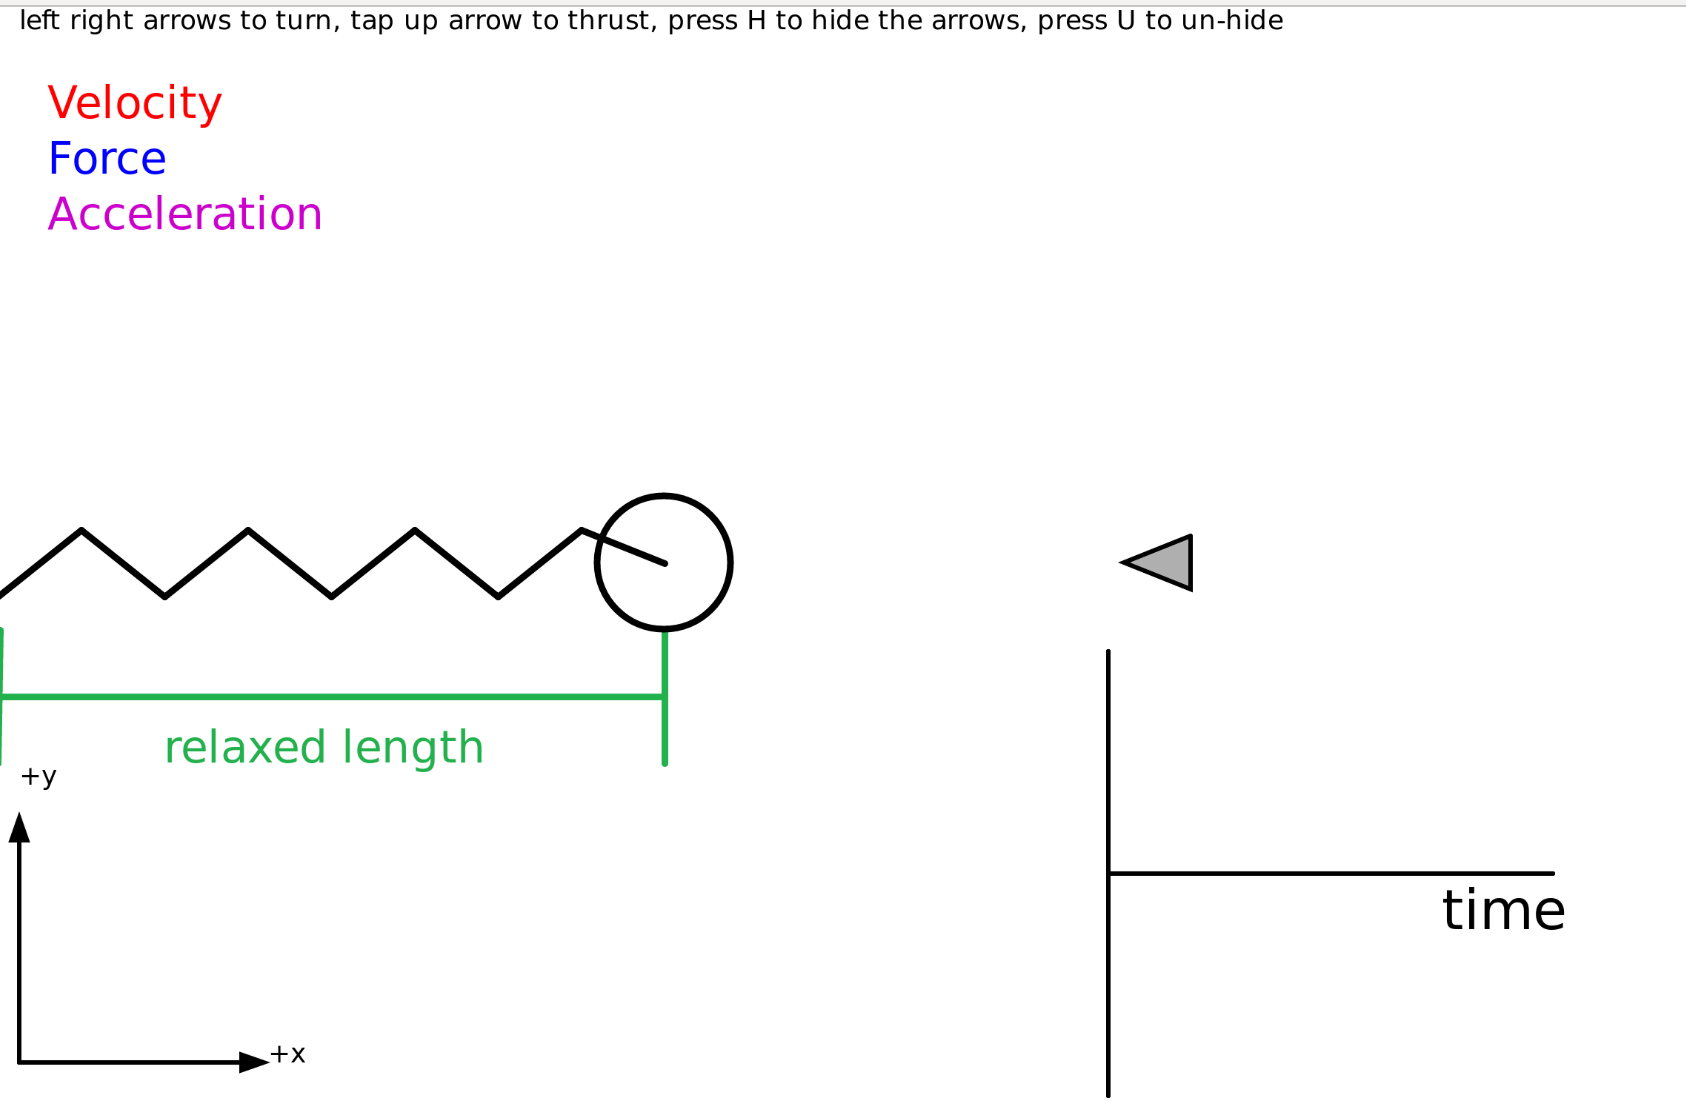 left right arrows to turn, tap up arrow to thrust, press H to hide the arrows, press U to un-hide
Velocity
Force
Acceleration
relaxed length
+y
time
+x